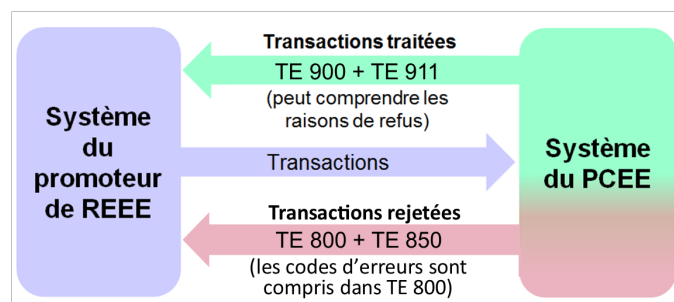 Système
du
promoteur
de REEE
Transactions traitées
TE 900 + TE 911
(peut comprendre les
raisons de refus)
Transactions
Transactions rejetées
TE 800 + TE 850
(les codes d’erreurs sont
compris dans TE 800)
Système
du PCEE